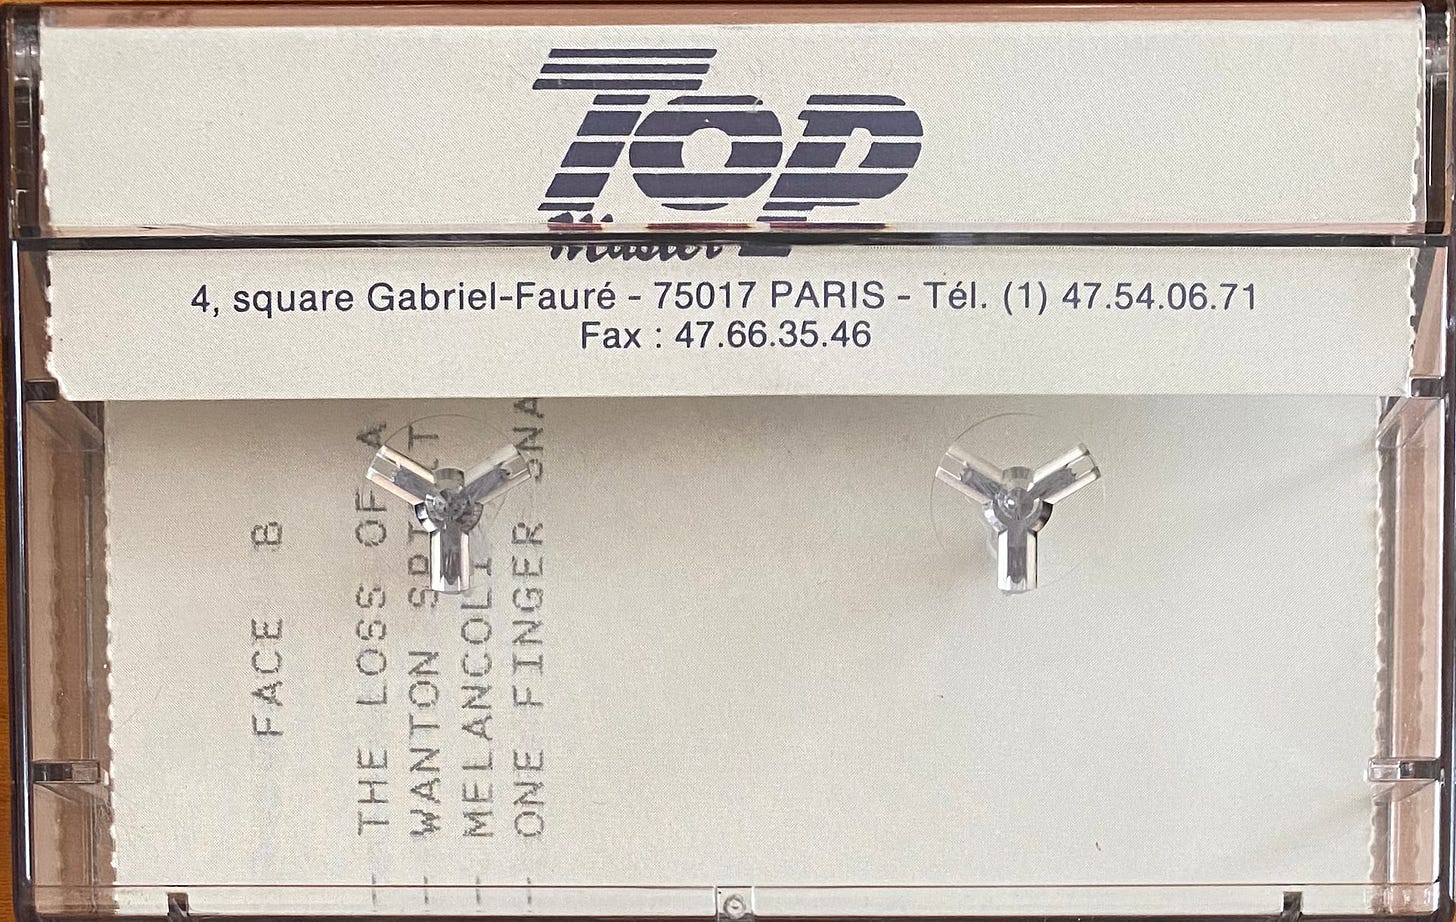 TOP
Master
4, square Gabriel-Fauré - 75017 PARIS - Tél. (1) 47.54.06.71
Fax : 47.66.35.46
FACE B
- THE LOSS OF A
- WANTON
- MELANCOLI
- ONE FINGER